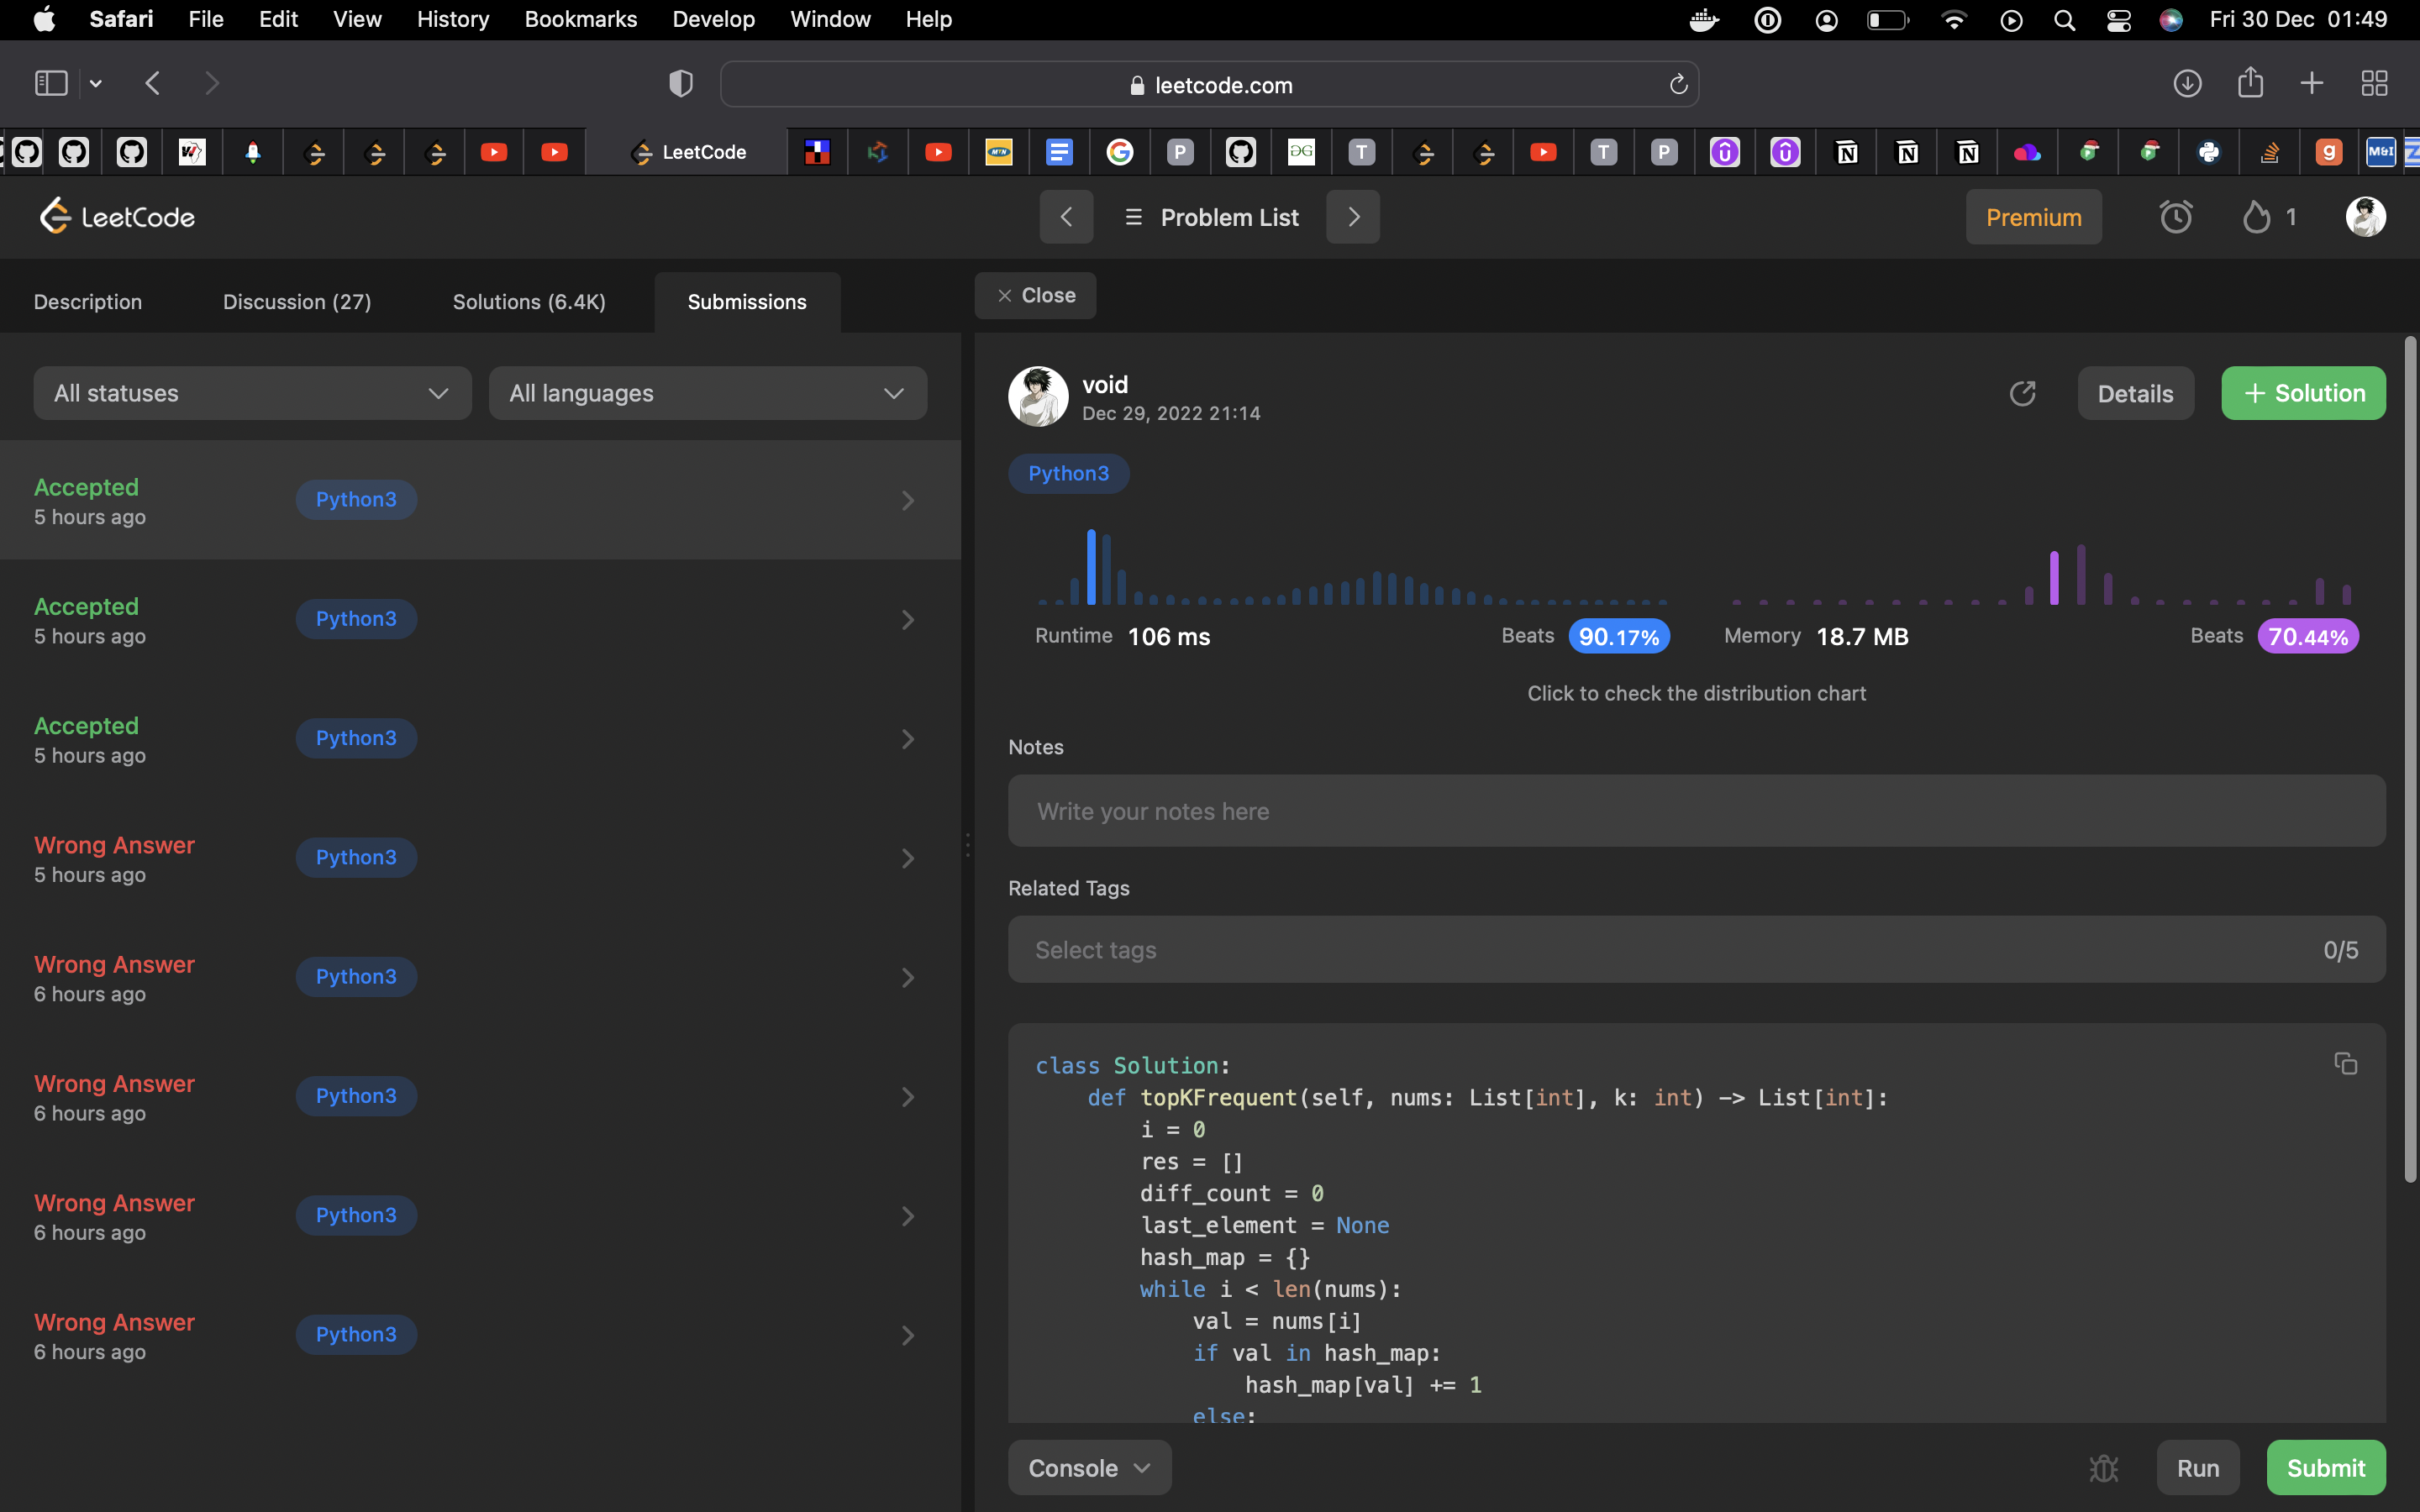 Safari File Edit View History Bookmarks Develop Window Help Fri 30 Dec 01:49
leetcode.com
LeetCode MTN G P T T P N N N g M&I
LeetCode Problem List Premium 1
Description Discussion (27) Solutions (6.4K) Submissions Close
All statuses All languages
Accepted Python3
5 hours ago
Accepted Python3
5 hours ago
Accepted Python3
5 hours ago
Wrong Answer Python3
5 hours ago
Wrong Answer Python3
6 hours ago
Wrong Answer Python3
6 hours ago
Wrong Answer Python3
6 hours ago
Wrong Answer Python3
6 hours ago
void
Dec 29, 2022 21:14
Details + Solution
Python3
Runtime 106 ms Beats 90.17% Memory 18.7 MB Beats 70.44%
Click to check the distribution chart
Notes
Write your notes here
Related Tags
Select tags 0/5
class Solution:
    def topKFrequent(self, nums: List[int], k: int) -> List[int]:
        i = 0
        res = []
        diff_count = 0
        last_element = None
        hash_map = {}
        while i < len(nums):
            val = nums[i]
            if val in hash_map:
                hash_map[val] += 1
            else:
Console Run Submit